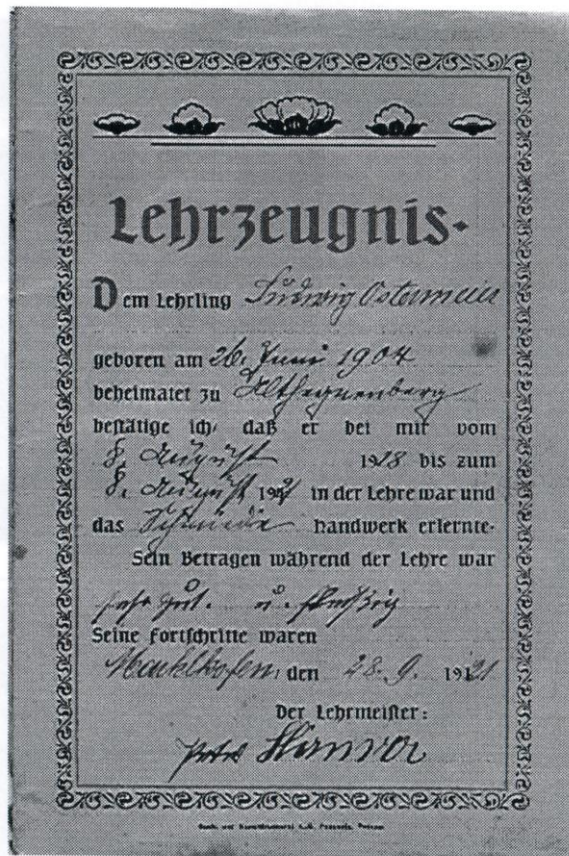 Lehrzeugnis.
Dem Lehrling Ludwig Ostermeier
geboren am 26. Juni 1904
beheimatet zu Althegnenberg
bestätige ich, daß er bei mir vom
8. August 1918 bis zum
8. August 1921 in der Lehre war und
das Schmiede handwerk erlernte.
Sein Betragen während der Lehre war
sehr gut. u. fleißig
Seine Fortschritte waren
den 28. 9. 1921
Der Lehrmeister: